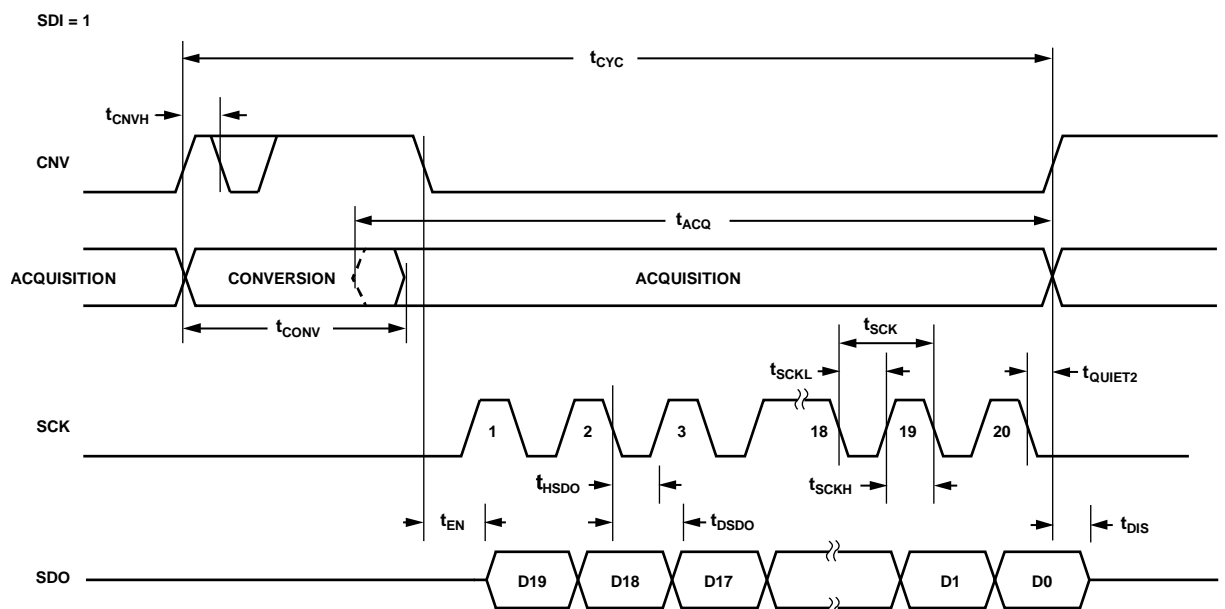 SDI = 1
tCYC
tCNVH
CNV
tACQ
ACQUISITION
CONVERSION
ACQUISITION
tCONV
tSCK
tSCKL
tQUIET2
SCK
1
2
3
18
19
20
tHSDO
tSCKH
tEN
tDSDO
tDIS
SDO
D19
D18
D17
D1
D0